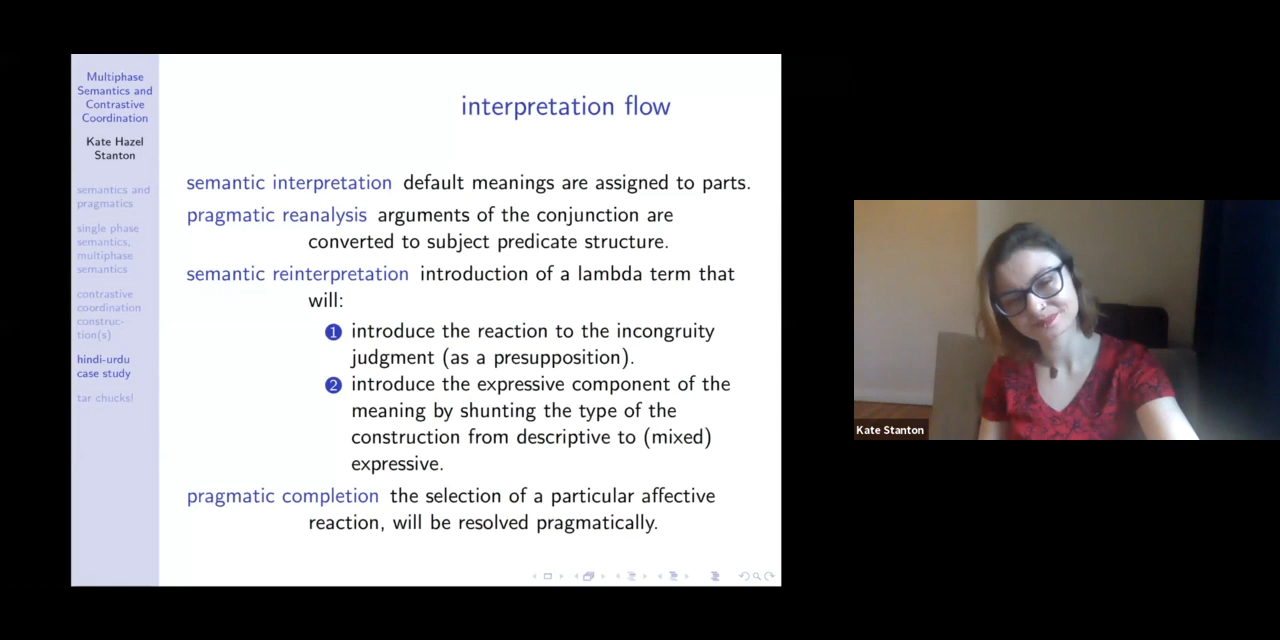 Multiphase
Semantics and
Contrastive
Coordination
Kate Hazel
Stanton
semantics and
pragmatics
single phase
semantics,
multiphase
semantics
contrastive
coordination
construc-
tion(s)
hindi-urdu
case study
tar chucks!
interpretation flow
semantic interpretation default meanings are assigned to parts.
pragmatic reanalysis arguments of the conjunction are
converted to subject predicate structure.
semantic reinterpretation introduction of a lambda term that
will:
1 introduce the reaction to the incongruity
judgment (as a presupposition).
2 introduce the expressive component of the
meaning by shunting the type of the
construction from descriptive to (mixed)
expressive.
pragmatic completion the selection of a particular affective
reaction, will be resolved pragmatically.
Kate Stanton